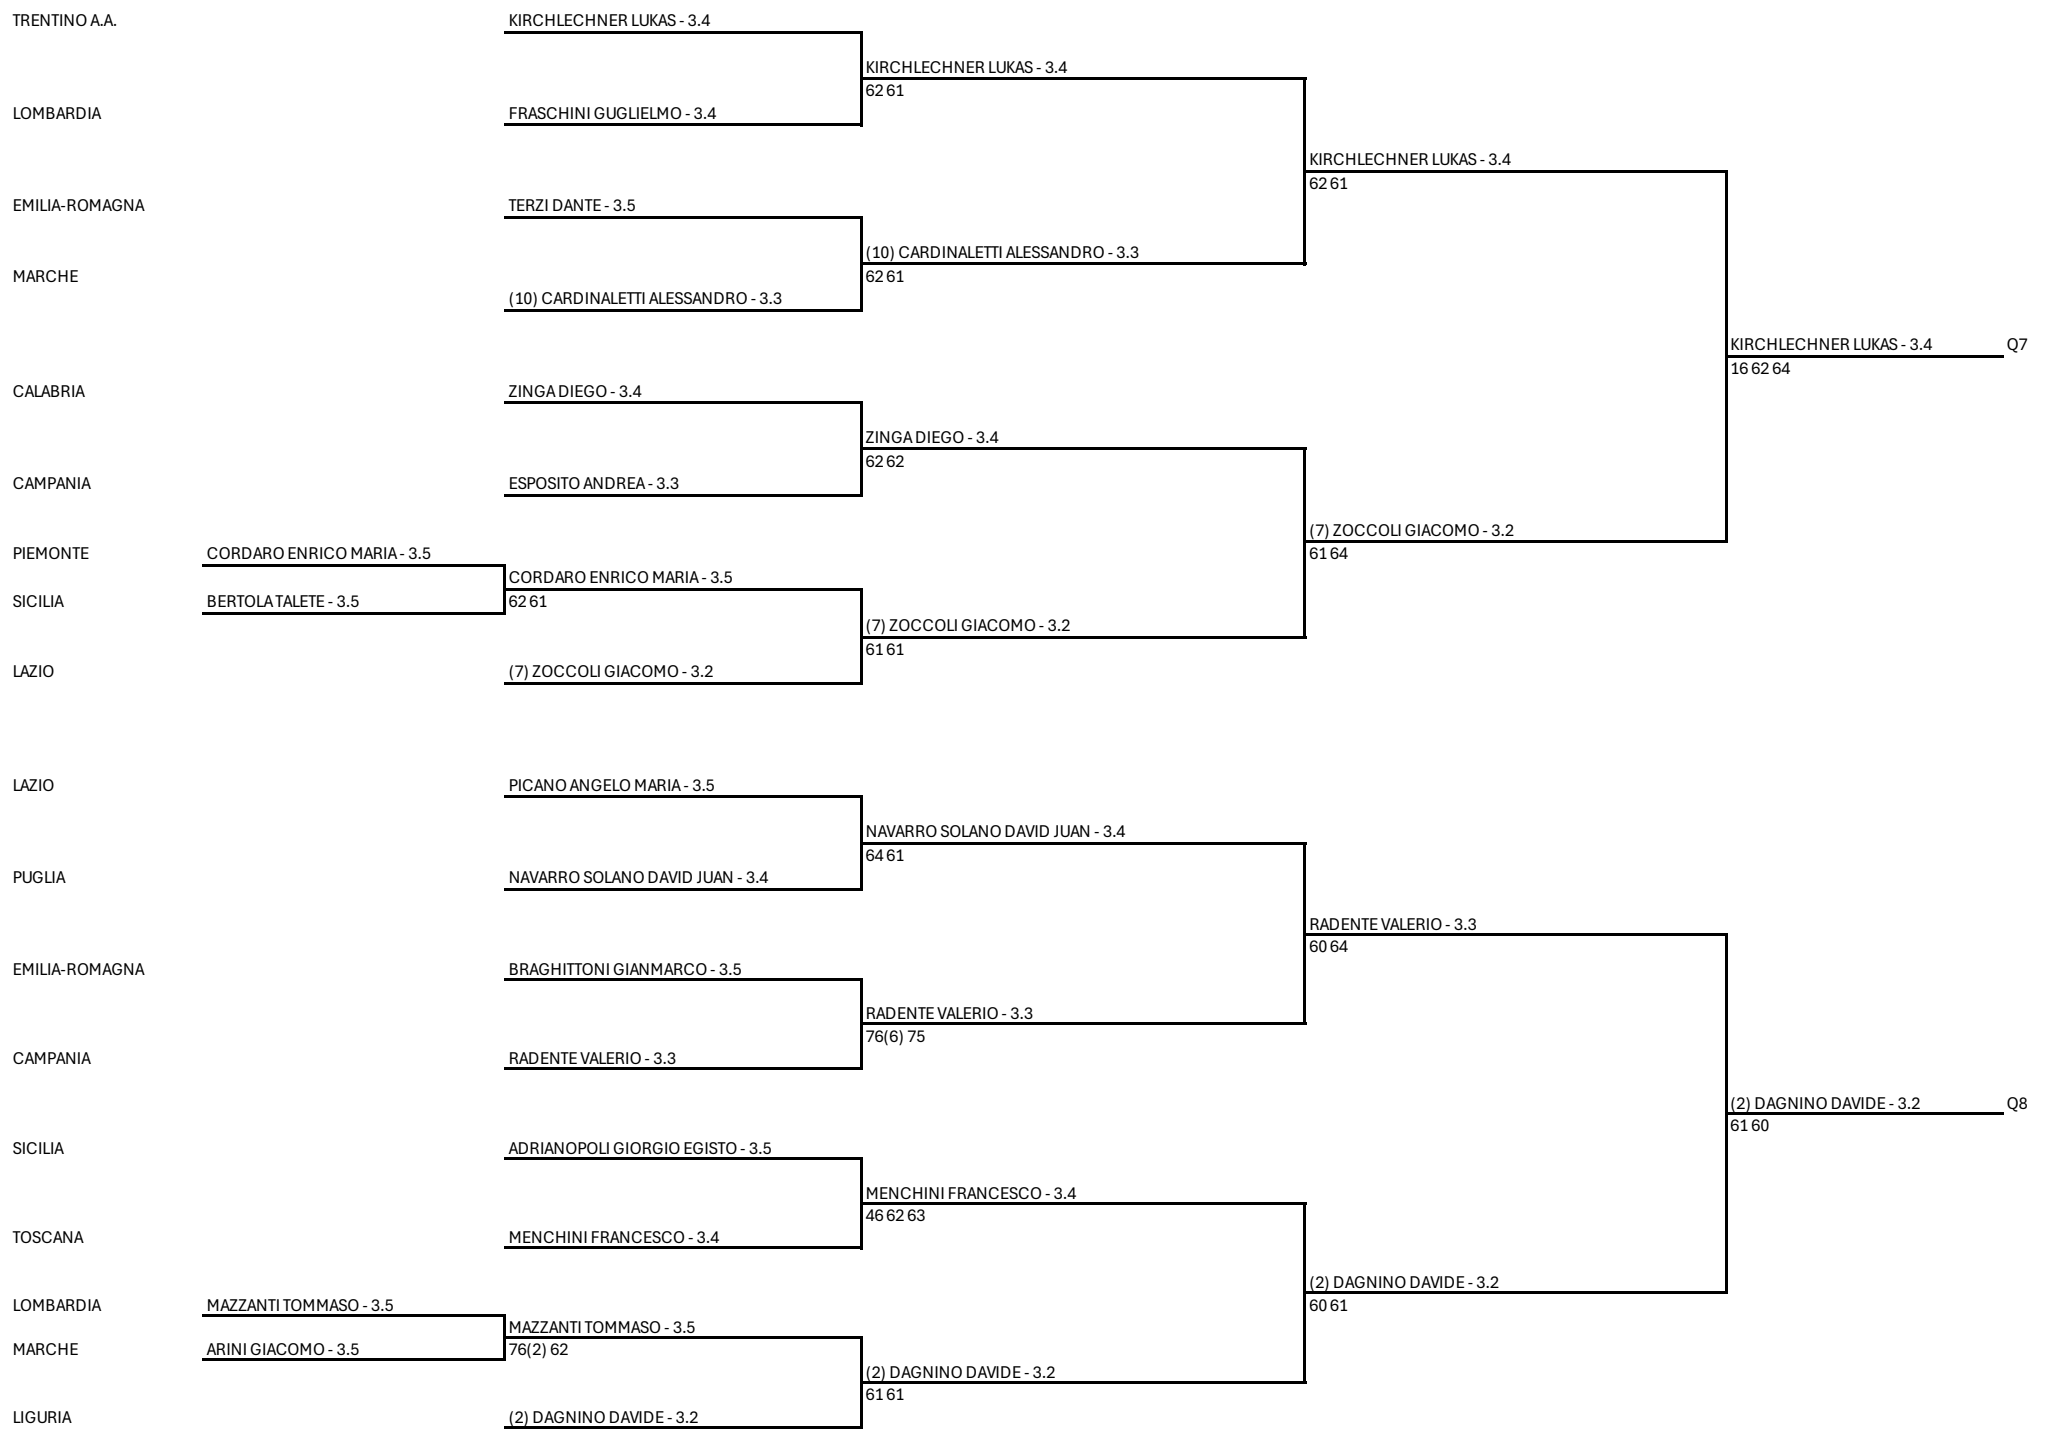 TRENTINO A.A.
KIRCHLECHNER LUKAS - 3.4
KIRCHLECHNER LUKAS - 3.4
62 61
LOMBARDIA
FRASCHINI GUGLIELMO - 3.4
KIRCHLECHNER LUKAS - 3.4
62 61
EMILIA-ROMAGNA
TERZI DANTE - 3.5
(10) CARDINALETTI ALESSANDRO - 3.3
62 61
MARCHE
(10) CARDINALETTI ALESSANDRO - 3.3
KIRCHLECHNER LUKAS - 3.4
Q7
16 62 64
CALABRIA
ZINGA DIEGO - 3.4
ZINGA DIEGO - 3.4
62 62
CAMPANIA
ESPOSITO ANDREA - 3.3
(7) ZOCCOLI GIACOMO - 3.2
61 64
PIEMONTE
CORDARO ENRICO MARIA - 3.5
CORDARO ENRICO MARIA - 3.5
62 61
SICILIA
BERTOLA TALETE - 3.5
(7) ZOCCOLI GIACOMO - 3.2
61 61
LAZIO
(7) ZOCCOLI GIACOMO - 3.2
LAZIO
PICANO ANGELO MARIA - 3.5
NAVARRO SOLANO DAVID JUAN - 3.4
64 61
PUGLIA
NAVARRO SOLANO DAVID JUAN - 3.4
RADENTE VALERIO - 3.3
60 64
EMILIA-ROMAGNA
BRAGHITTONI GIANMARCO - 3.5
RADENTE VALERIO - 3.3
76(6) 75
CAMPANIA
RADENTE VALERIO - 3.3
(2) DAGNINO DAVIDE - 3.2
Q8
61 60
SICILIA
ADRIANOPOLI GIORGIO EGISTO - 3.5
MENCHINI FRANCESCO - 3.4
46 62 63
TOSCANA
MENCHINI FRANCESCO - 3.4
(2) DAGNINO DAVIDE - 3.2
60 61
LOMBARDIA
MAZZANTI TOMMASO - 3.5
MAZZANTI TOMMASO - 3.5
76(2) 62
MARCHE
ARINI GIACOMO - 3.5
(2) DAGNINO DAVIDE - 3.2
61 61
LIGURIA
(2) DAGNINO DAVIDE - 3.2